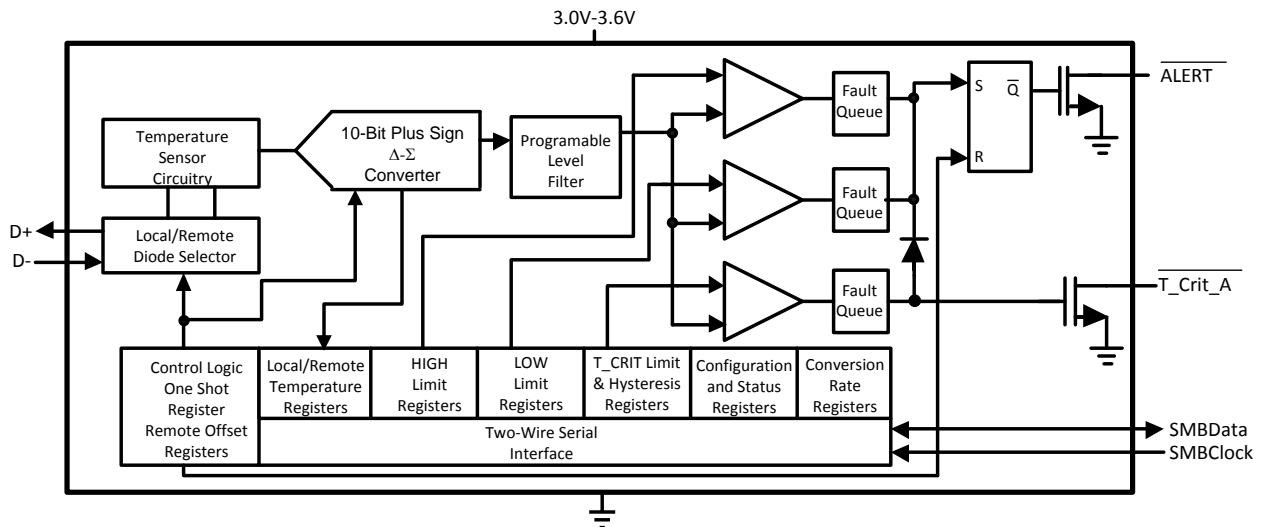 3.0V-3.6V
ALERT
Fault
Queue
S
Q
R
10-Bit Plus Sign
Δ-Σ
Converter
Temperature
Sensor
Circuitry
Programable
Level
Filter
Fault
Queue
D+
D-
Local/Remote
Diode Selector
Fault
Queue
T_Crit_A
Control Logic
One Shot
Register
Remote Offset
Registers
Local/Remote
Temperature
Registers
HIGH
Limit
Registers
LOW
Limit
Registers
T_CRIT Limit
& Hysteresis
Registers
Configuration
and Status
Registers
Conversion
Rate
Registers
Two-Wire Serial
Interface
SMBData
SMBClock